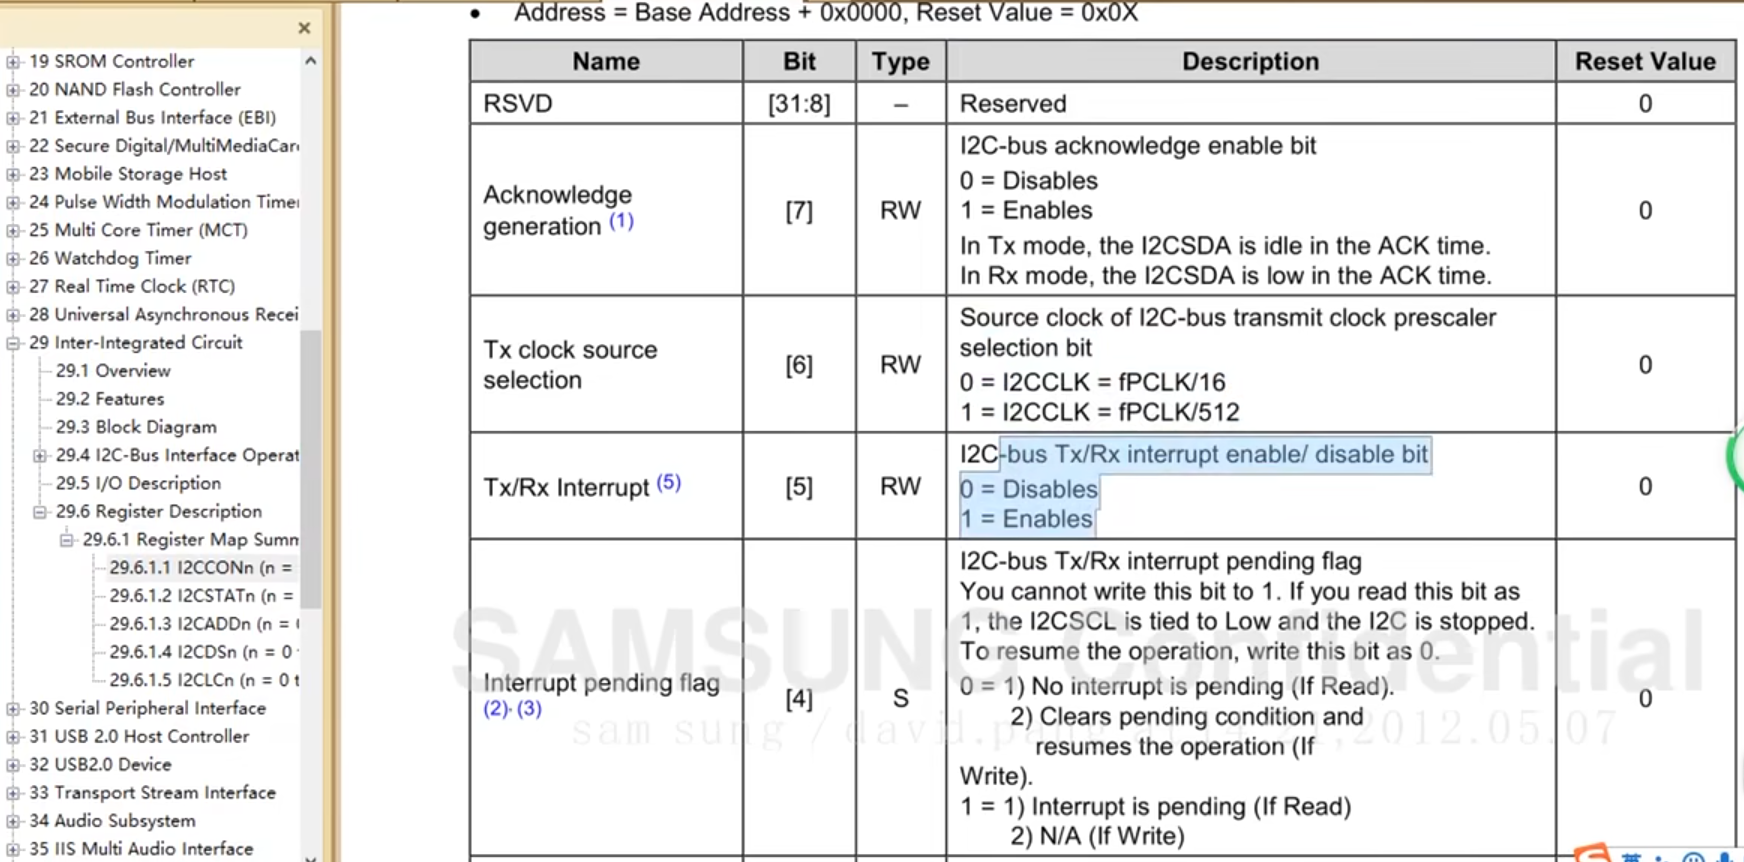 • Address = Base Address + 0x0000, Reset Value = 0x0X
19 SROM Controller
20 NAND Flash Controller
21 External Bus Interface (EBI)
22 Secure Digital/MultiMediaCar
23 Mobile Storage Host
24 Pulse Width Modulation Time
25 Multi Core Timer (MCT)
26 Watchdog Timer
27 Real Time Clock (RTC)
28 Universal Asynchronous Recei
29 Inter-Integrated Circuit
29.1 Overview
29.2 Features
29.3 Block Diagram
29.4 I2C-Bus Interface Operat
29.5 I/O Description
29.6 Register Description
29.6.1 Register Map Summ
29.6.1.1 I2CCONn (n =
29.6.1.2 I2CSTATn (n =
29.6.1.3 I2CADDn (n =
29.6.1.4 I2CDSn (n = 0
29.6.1.5 I2CLCn (n = 0 t
30 Serial Peripheral Interface
31 USB 2.0 Host Controller
32 USB2.0 Device
33 Transport Stream Interface
34 Audio Subsystem
35 IIS Multi Audio Interface
Name Bit Type Description Reset Value
RSVD [31:8] – Reserved 0
Acknowledge
generation (1)
[7] RW
I2C-bus acknowledge enable bit
0 = Disables
1 = Enables
In Tx mode, the I2CSDA is idle in the ACK time.
In Rx mode, the I2CSDA is low in the ACK time.
0
Tx clock source
selection
[6] RW
Source clock of I2C-bus transmit clock prescaler
selection bit
0 = I2CCLK = fPCLK/16
1 = I2CCLK = fPCLK/512
0
Tx/Rx Interrupt (5)
[5] RW
I2C-bus Tx/Rx interrupt enable/ disable bit
0 = Disables
1 = Enables
0
Interrupt pending flag
(2), (3)
[4] S
I2C-bus Tx/Rx interrupt pending flag
You cannot write this bit to 1. If you read this bit as
1, the I2CSCL is tied to Low and the I2C is stopped.
To resume the operation, write this bit as 0.
0 = 1) No interrupt is pending (If Read).
2) Clears pending condition and
resumes the operation (If
Write).
1 = 1) Interrupt is pending (If Read)
2) N/A (If Write)
0
SAMSUNG Confidential
sam sung / david.pang at 14:21,2012.05.07
英